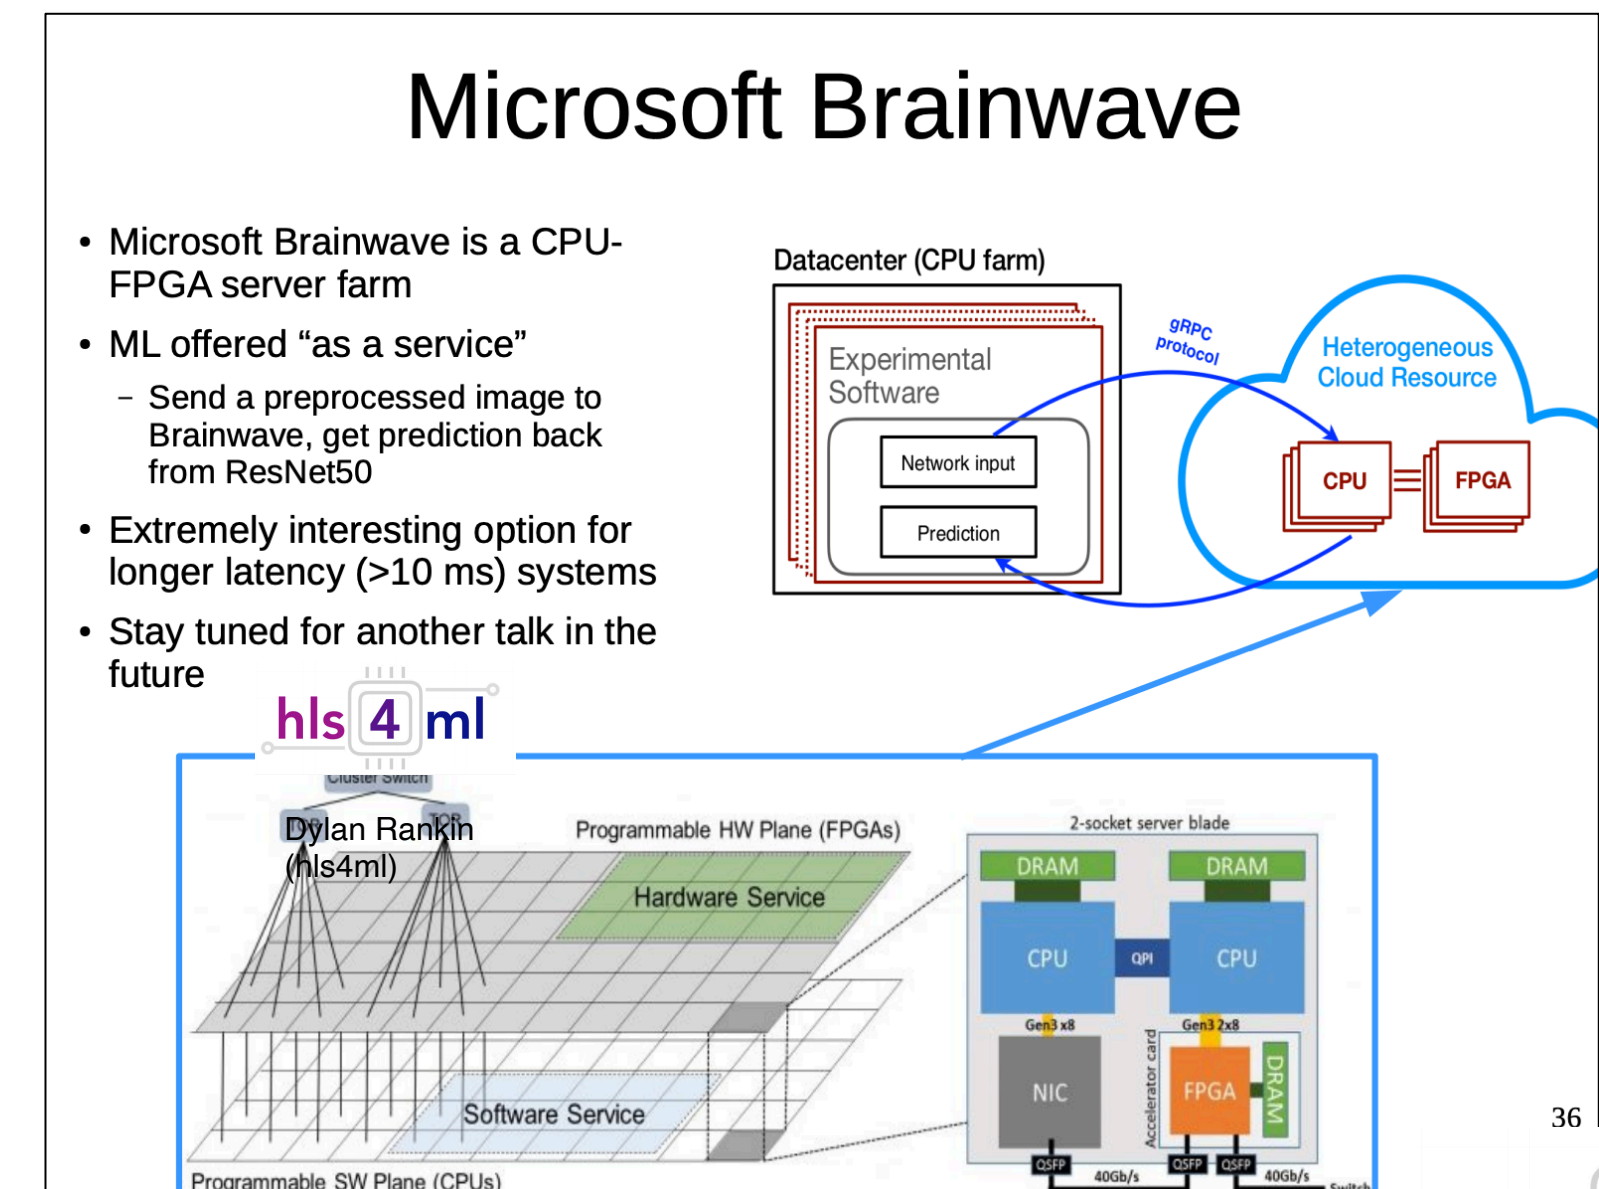 Microsoft Brainwave
• Microsoft Brainwave is a CPU-
FPGA server farm
• ML offered “as a service”
– Send a preprocessed image to
Brainwave, get prediction back
from ResNet50
• Extremely interesting option for
longer latency (>10 ms) systems
• Stay tuned for another talk in the
future
hls 4 ml
Datacenter (CPU farm)
Experimental
Software
Network input
Prediction
gRPC
protocol
Heterogeneous
Cloud Resource
CPU
FPGA
Cluster Switch
TOR
TOR
Dylan Rankin
(hls4ml)
Programmable HW Plane (FPGAs)
Hardware Service
Software Service
Programmable SW Plane (CPUs)
2-socket server blade
DRAM
DRAM
CPU
QPI
CPU
Gen3 x8
Gen3 2x8
NIC
Accelerator card
FPGA
DRAM
QSFP
QSFP
QSFP
40Gb/s
40Gb/s
Switch
36